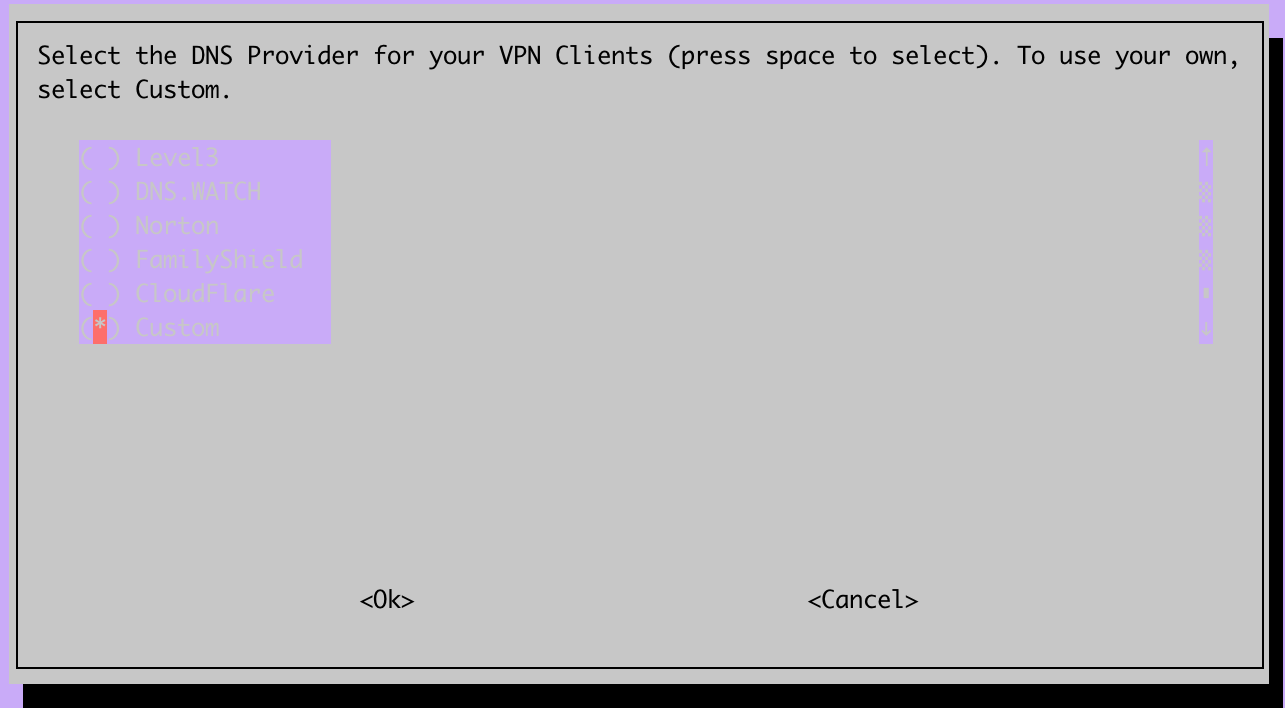 Select the DNS Provider for your VPN Clients (press space to select). To use your own,
select Custom.
( ) Level3
( ) DNS.WATCH
( ) Norton
( ) FamilyShield
( ) CloudFlare
(*) Custom
<Ok> <Cancel>